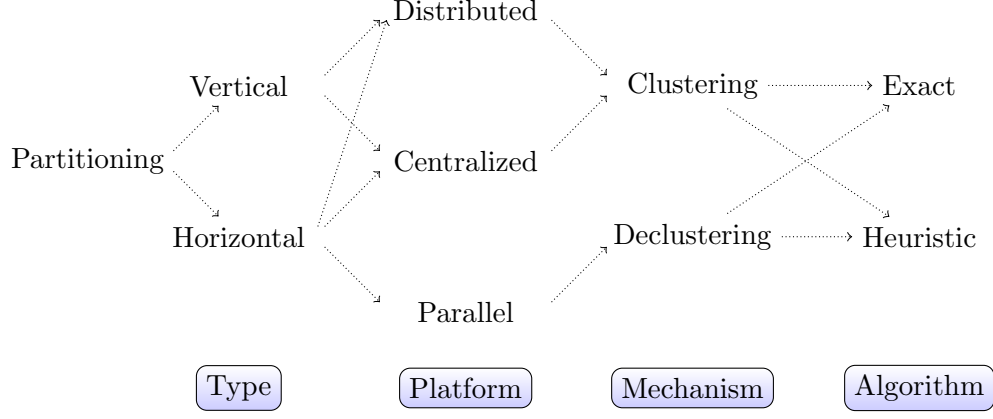 Distributed
Vertical
Clustering
Exact
Partitioning
Centralized
Horizontal
Declustering
Heuristic
Parallel
Type
Platform
Mechanism
Algorithm